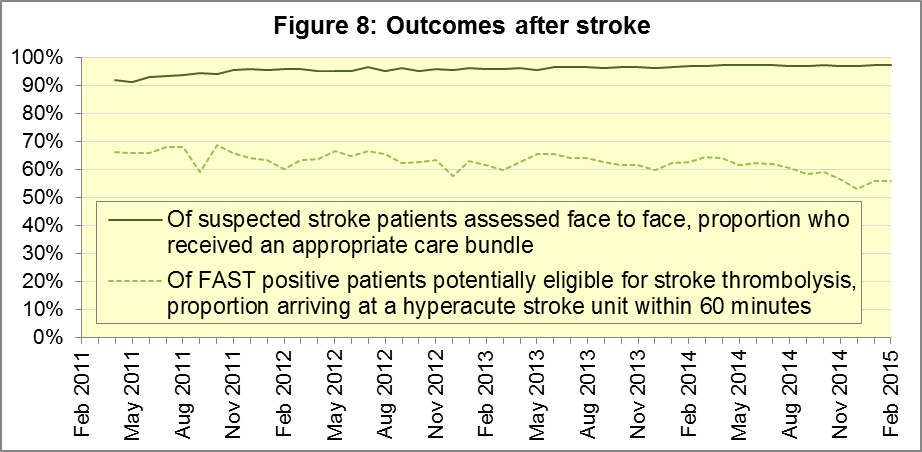 Figure 8: Outcomes after stroke
100%
90%
80%
70%
60%
50%
40%
30%
20%
10%
0%
Of suspected stroke patients assessed face to face, proportion who
received an appropriate care bundle
Of FAST positive patients potentially eligible for stroke thrombolysis,
proportion arriving at a hyperacute stroke unit within 60 minutes
Feb 2011
May 2011
Aug 2011
Nov 2011
Feb 2012
May 2012
Aug 2012
Nov 2012
Feb 2013
May 2013
Aug 2013
Nov 2013
Feb 2014
May 2014
Aug 2014
Nov 2014
Feb 2015